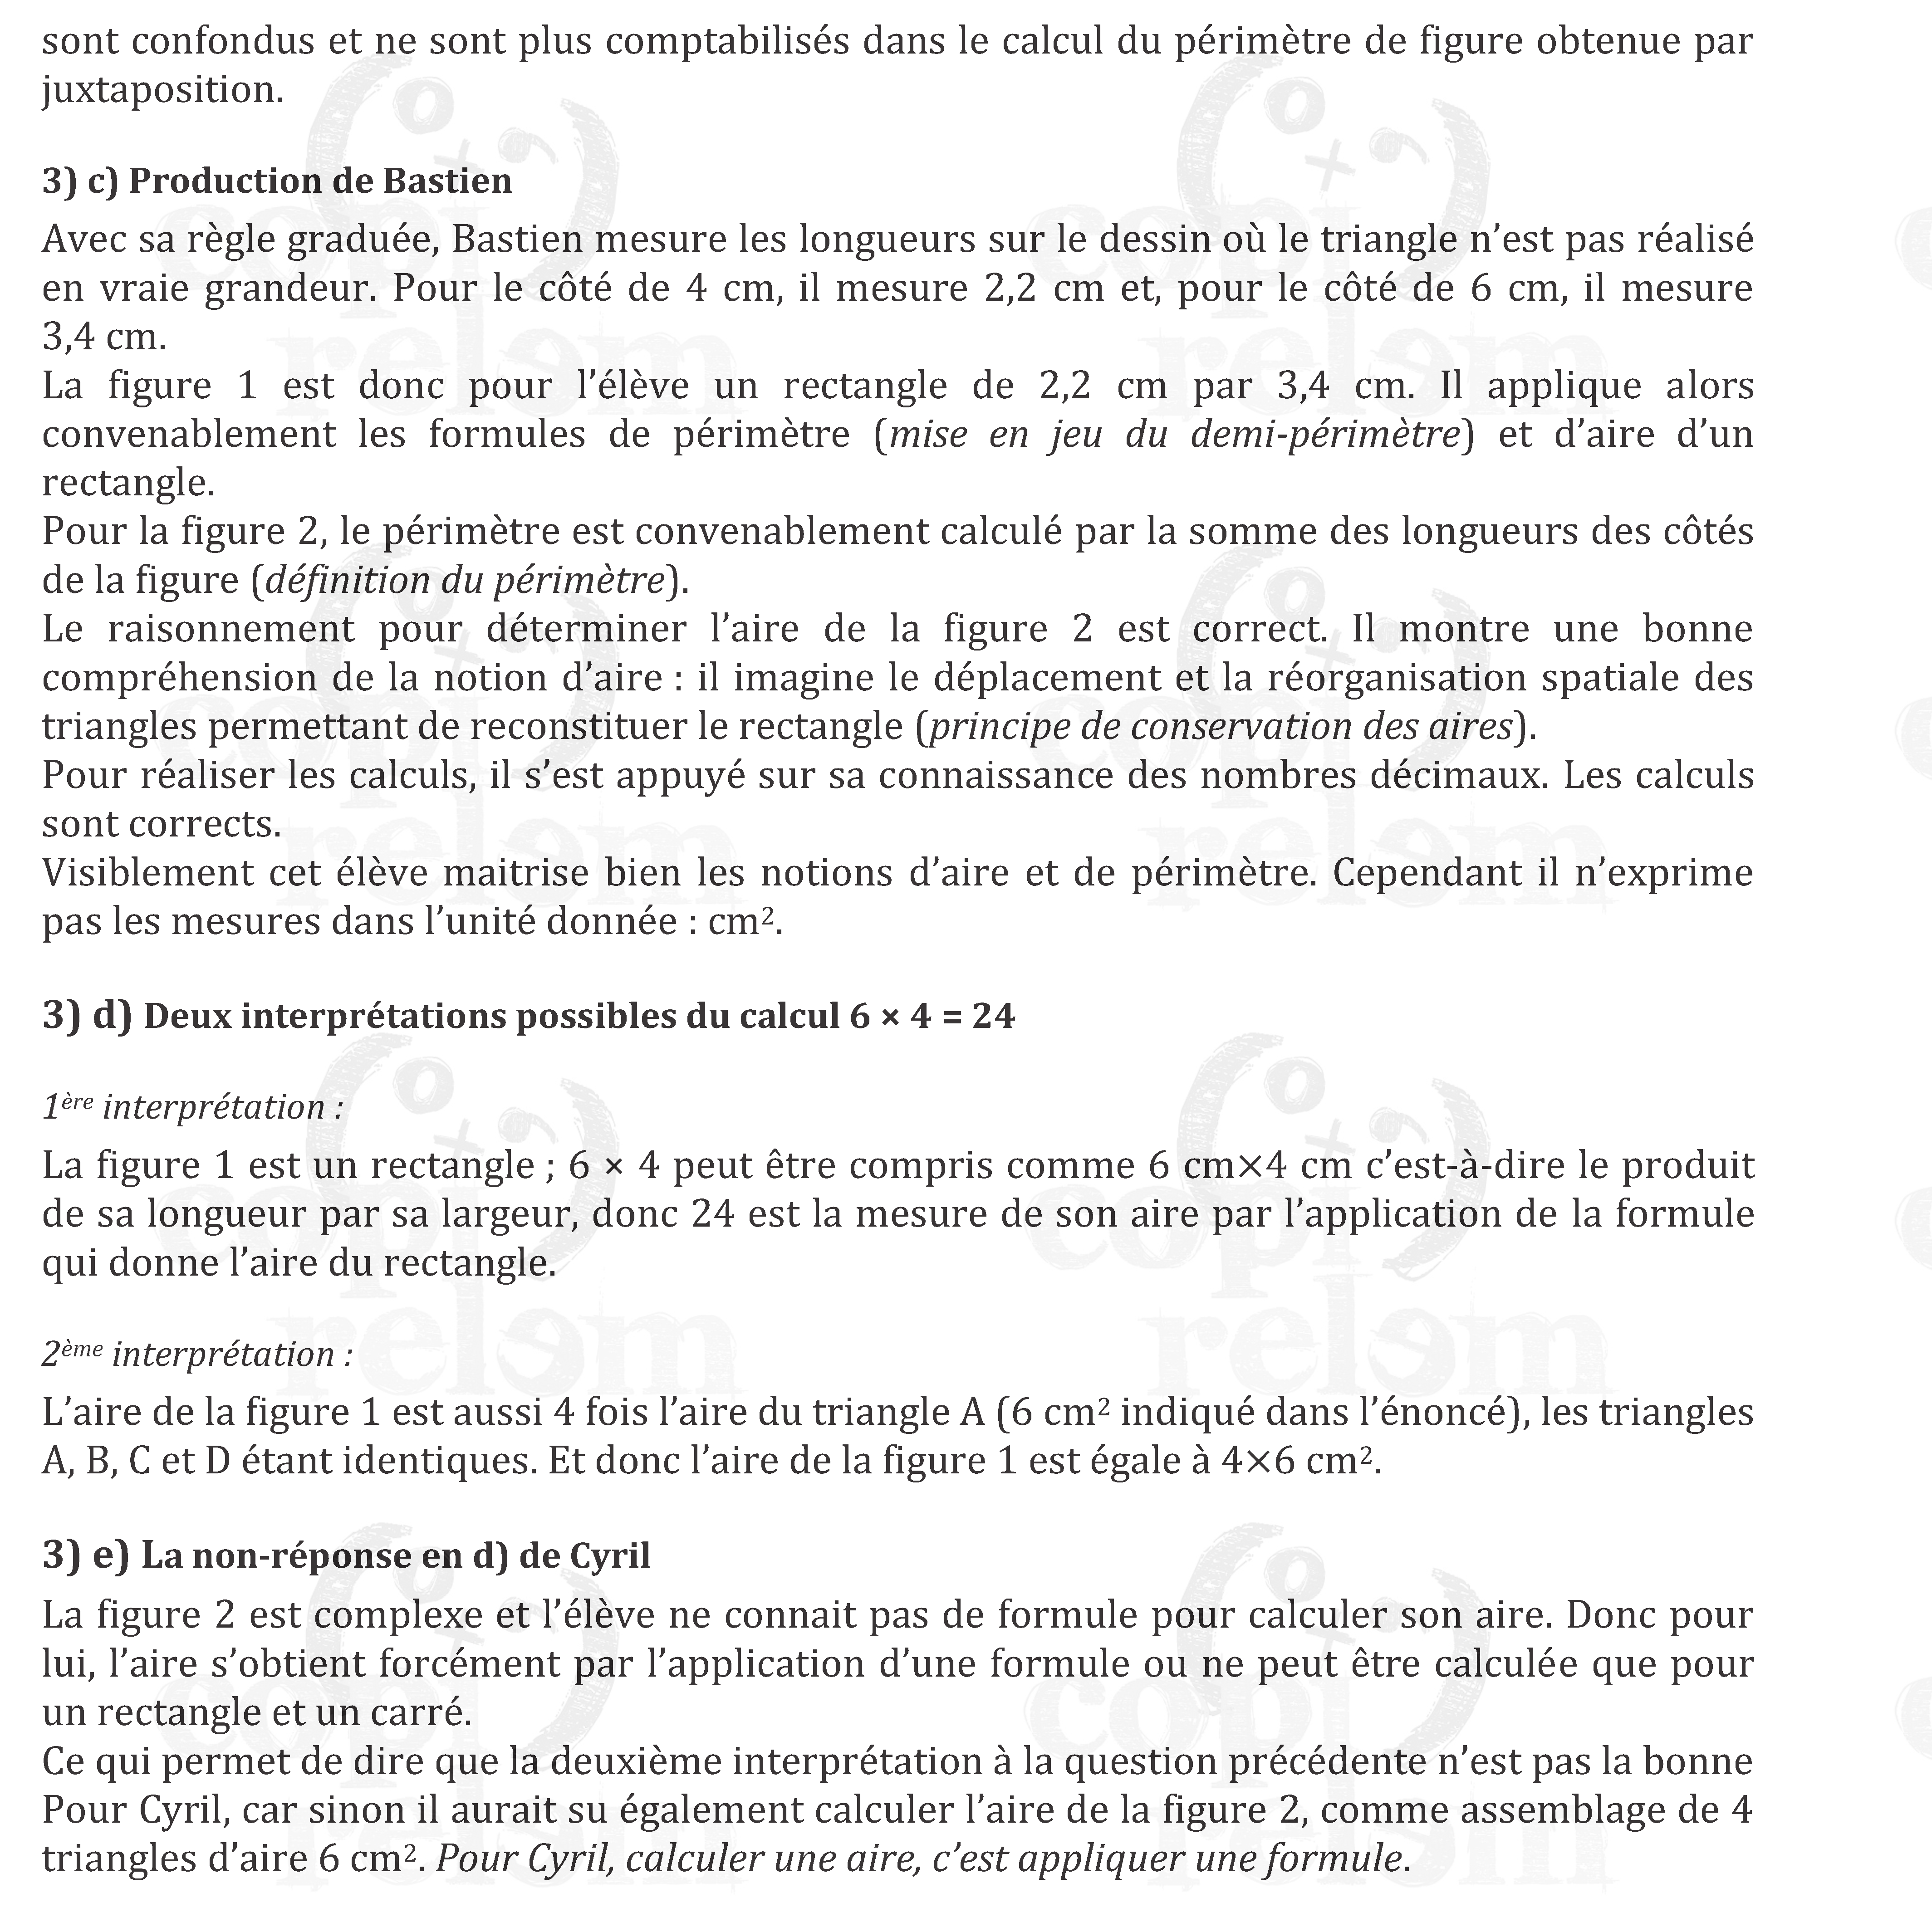 sont confondus et ne sont plus comptabilisés dans le calcul du périmètre de figure obtenue par
juxtaposition.
3) c) Production de Bastien
Avec sa règle graduée, Bastien mesure les longueurs sur le dessin où le triangle n’est pas réalisé
en vraie grandeur. Pour le côté de 4 cm, il mesure 2,2 cm et, pour le côté de 6 cm, il mesure
3,4 cm.
La figure 1 est donc pour l’élève un rectangle de 2,2 cm par 3,4 cm. Il applique alors
convenablement les formules de périmètre (mise en jeu du demi-périmètre) et d’aire d’un
rectangle.
Pour la figure 2, le périmètre est convenablement calculé par la somme des longueurs des côtés
de la figure (définition du périmètre).
Le raisonnement pour déterminer l’aire de la figure 2 est correct. Il montre une bonne
compréhension de la notion d’aire : il imagine le déplacement et la réorganisation spatiale des
triangles permettant de reconstituer le rectangle (principe de conservation des aires).
Pour réaliser les calculs, il s’est appuyé sur sa connaissance des nombres décimaux. Les calculs
sont corrects.
Visiblement cet élève maitrise bien les notions d’aire et de périmètre. Cependant il n’exprime
pas les mesures dans l’unité donnée : cm².
3) d) Deux interprétations possibles du calcul 6 × 4 = 24
1ère interprétation :
La figure 1 est un rectangle ; 6 × 4 peut être compris comme 6 cm×4 cm c’est-à-dire le produit
de sa longueur par sa largeur, donc 24 est la mesure de son aire par l’application de la formule
qui donne l’aire du rectangle.
2ème interprétation :
L’aire de la figure 1 est aussi 4 fois l’aire du triangle A (6 cm² indiqué dans l’énoncé), les triangles
A, B, C et D étant identiques. Et donc l’aire de la figure 1 est égale à 4×6 cm².
3) e) La non-réponse en d) de Cyril
La figure 2 est complexe et l’élève ne connait pas de formule pour calculer son aire. Donc pour
lui, l’aire s’obtient forcément par l’application d’une formule ou ne peut être calculée que pour
un rectangle et un carré.
Ce qui permet de dire que la deuxième interprétation à la question précédente n’est pas la bonne
Pour Cyril, car sinon il aurait su également calculer l’aire de la figure 2, comme assemblage de 4
triangles d’aire 6 cm². Pour Cyril, calculer une aire, c’est appliquer une formule.